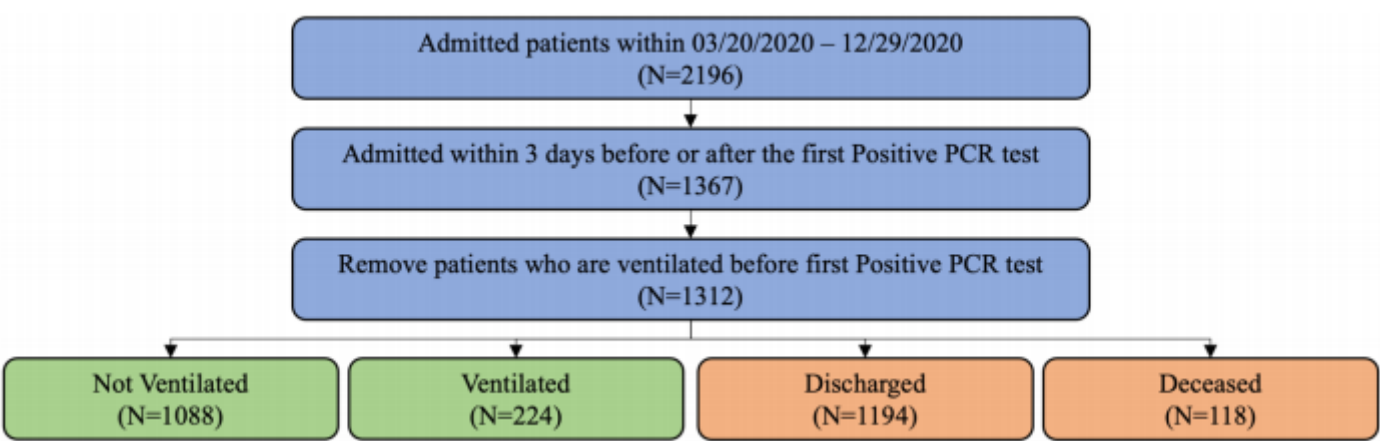 Admitted patients within 03/20/2020 – 12/29/2020
(N=2196)
Admitted within 3 days before or after the first Positive PCR test
(N=1367)
Remove patients who are ventilated before first Positive PCR test
(N=1312)
Not Ventilated
(N=1088)
Ventilated
(N=224)
Discharged
(N=1194)
Deceased
(N=118)